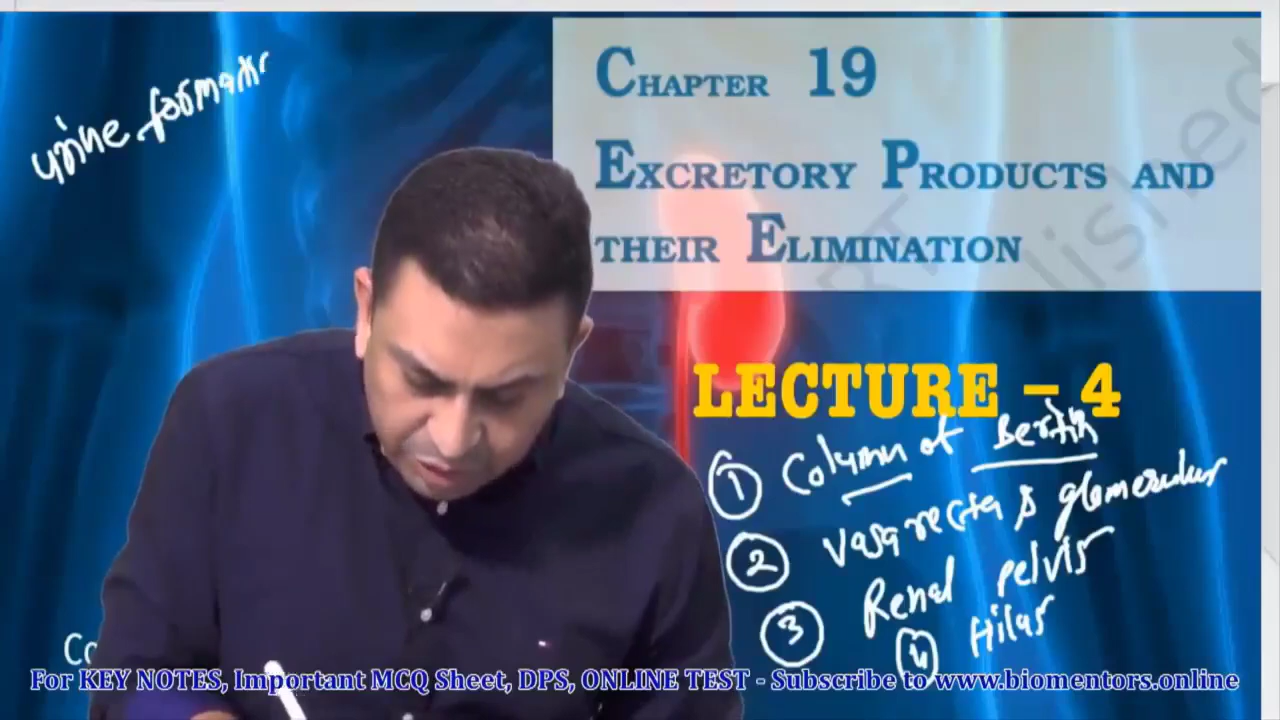 urine formation
CHAPTER 19
EXCRETORY PRODUCTS AND
THEIR ELIMINATION
LECTURE – 4
① Column of Bertin
② Vasa recta & glomerulus
③ Renal pelvis
④ Hilus
Co
For KEY NOTES, Important MCQ Sheet, DPS, ONLINE TEST - Subscribe to www.biomentors.online